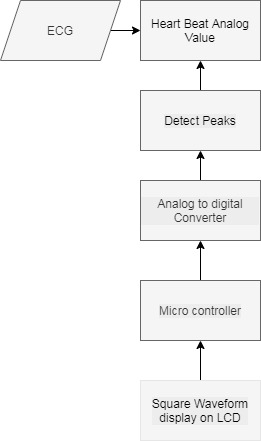 ECG
Heart Beat Analog
Value
Detect Peaks
Analog to digital
Converter
Micro controller
Square Waveform
display on LCD